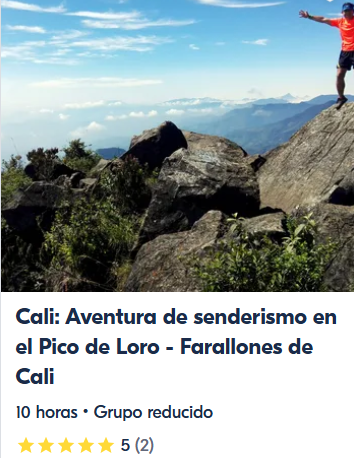 Cali: Aventura de senderismo en
el Pico de Loro - Farallones de
Cali
10 horas • Grupo reducido
5 (2)